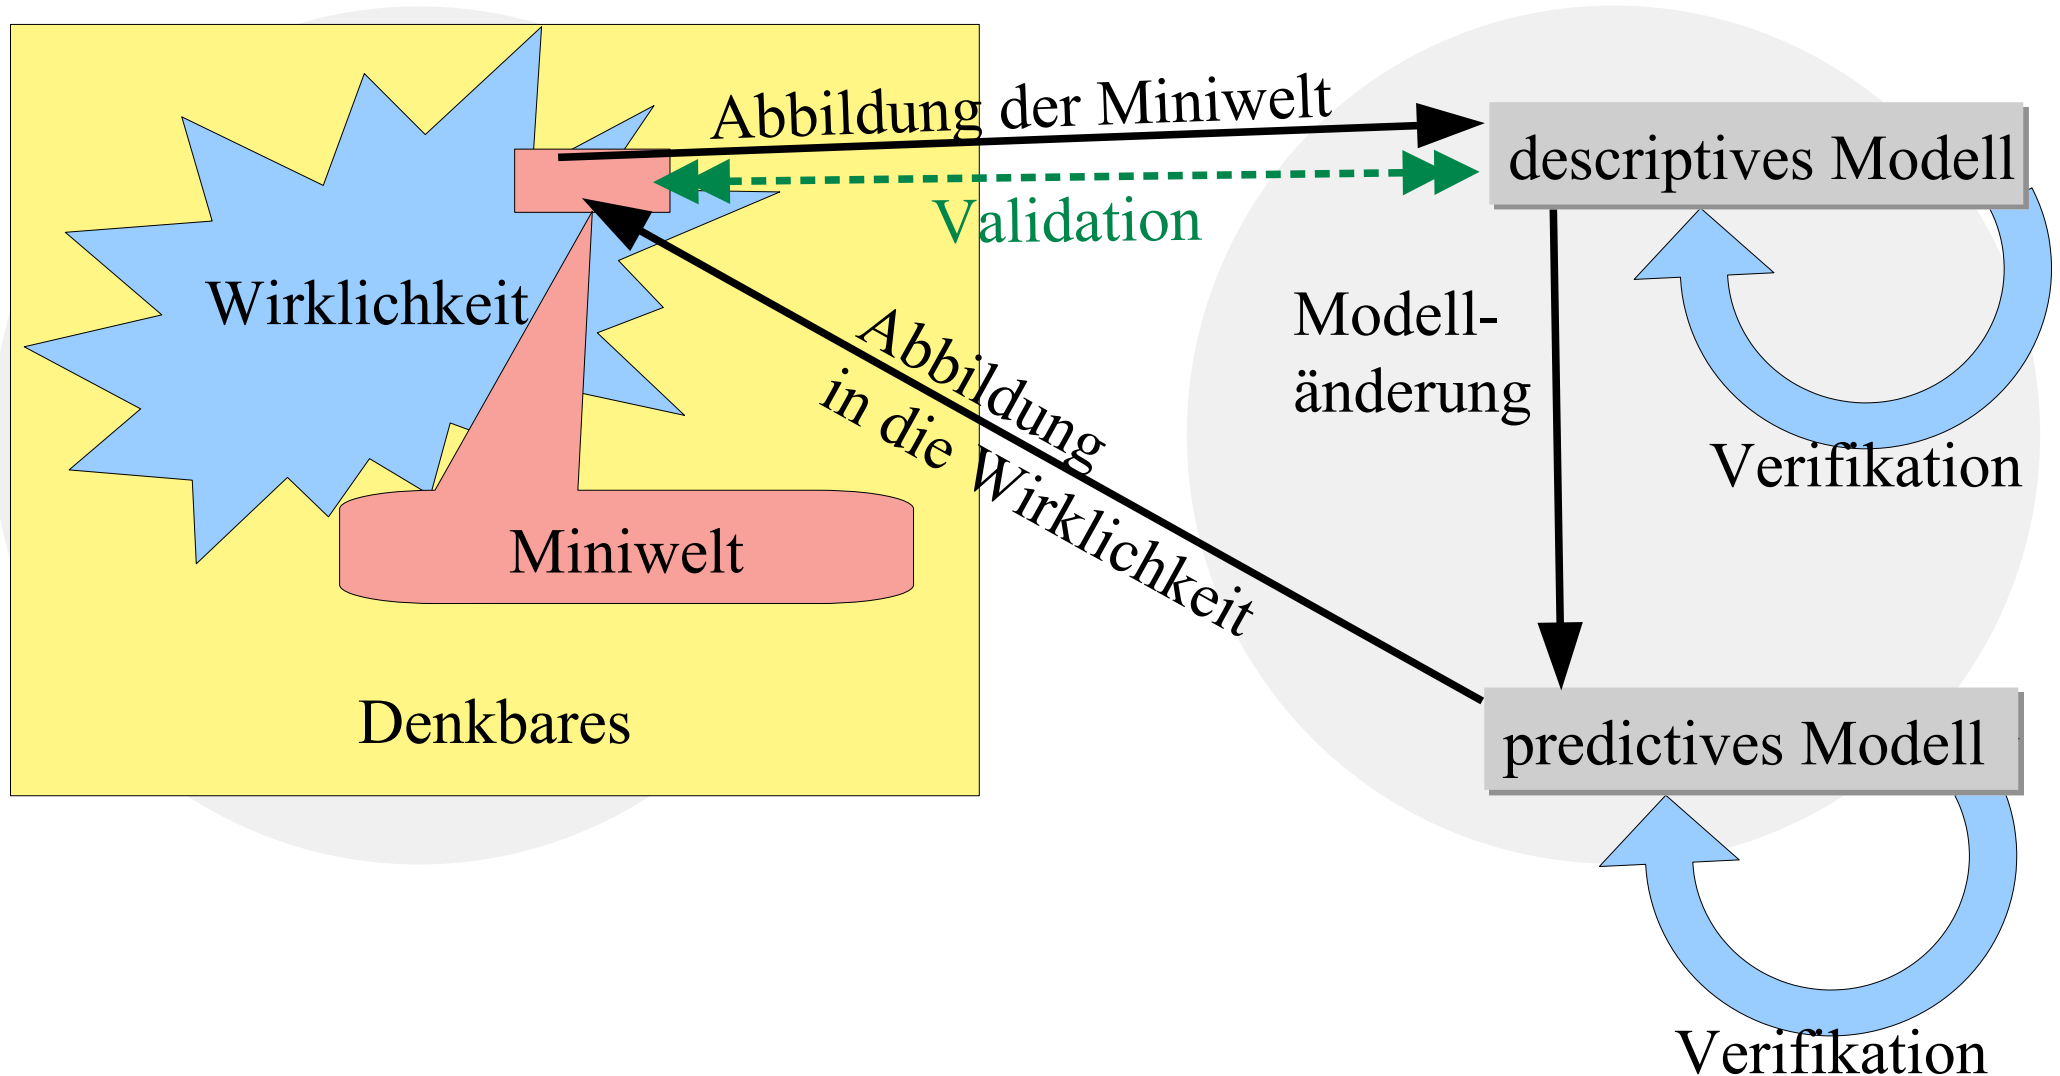 Abbildung der Miniwelt
descriptives Modell
Validation
Wirklichkeit
Modell-
änderung
Abbildung
in die Wirklichkeit
Verifikation
Miniwelt
Denkbares
predictives Modell
Verifikation